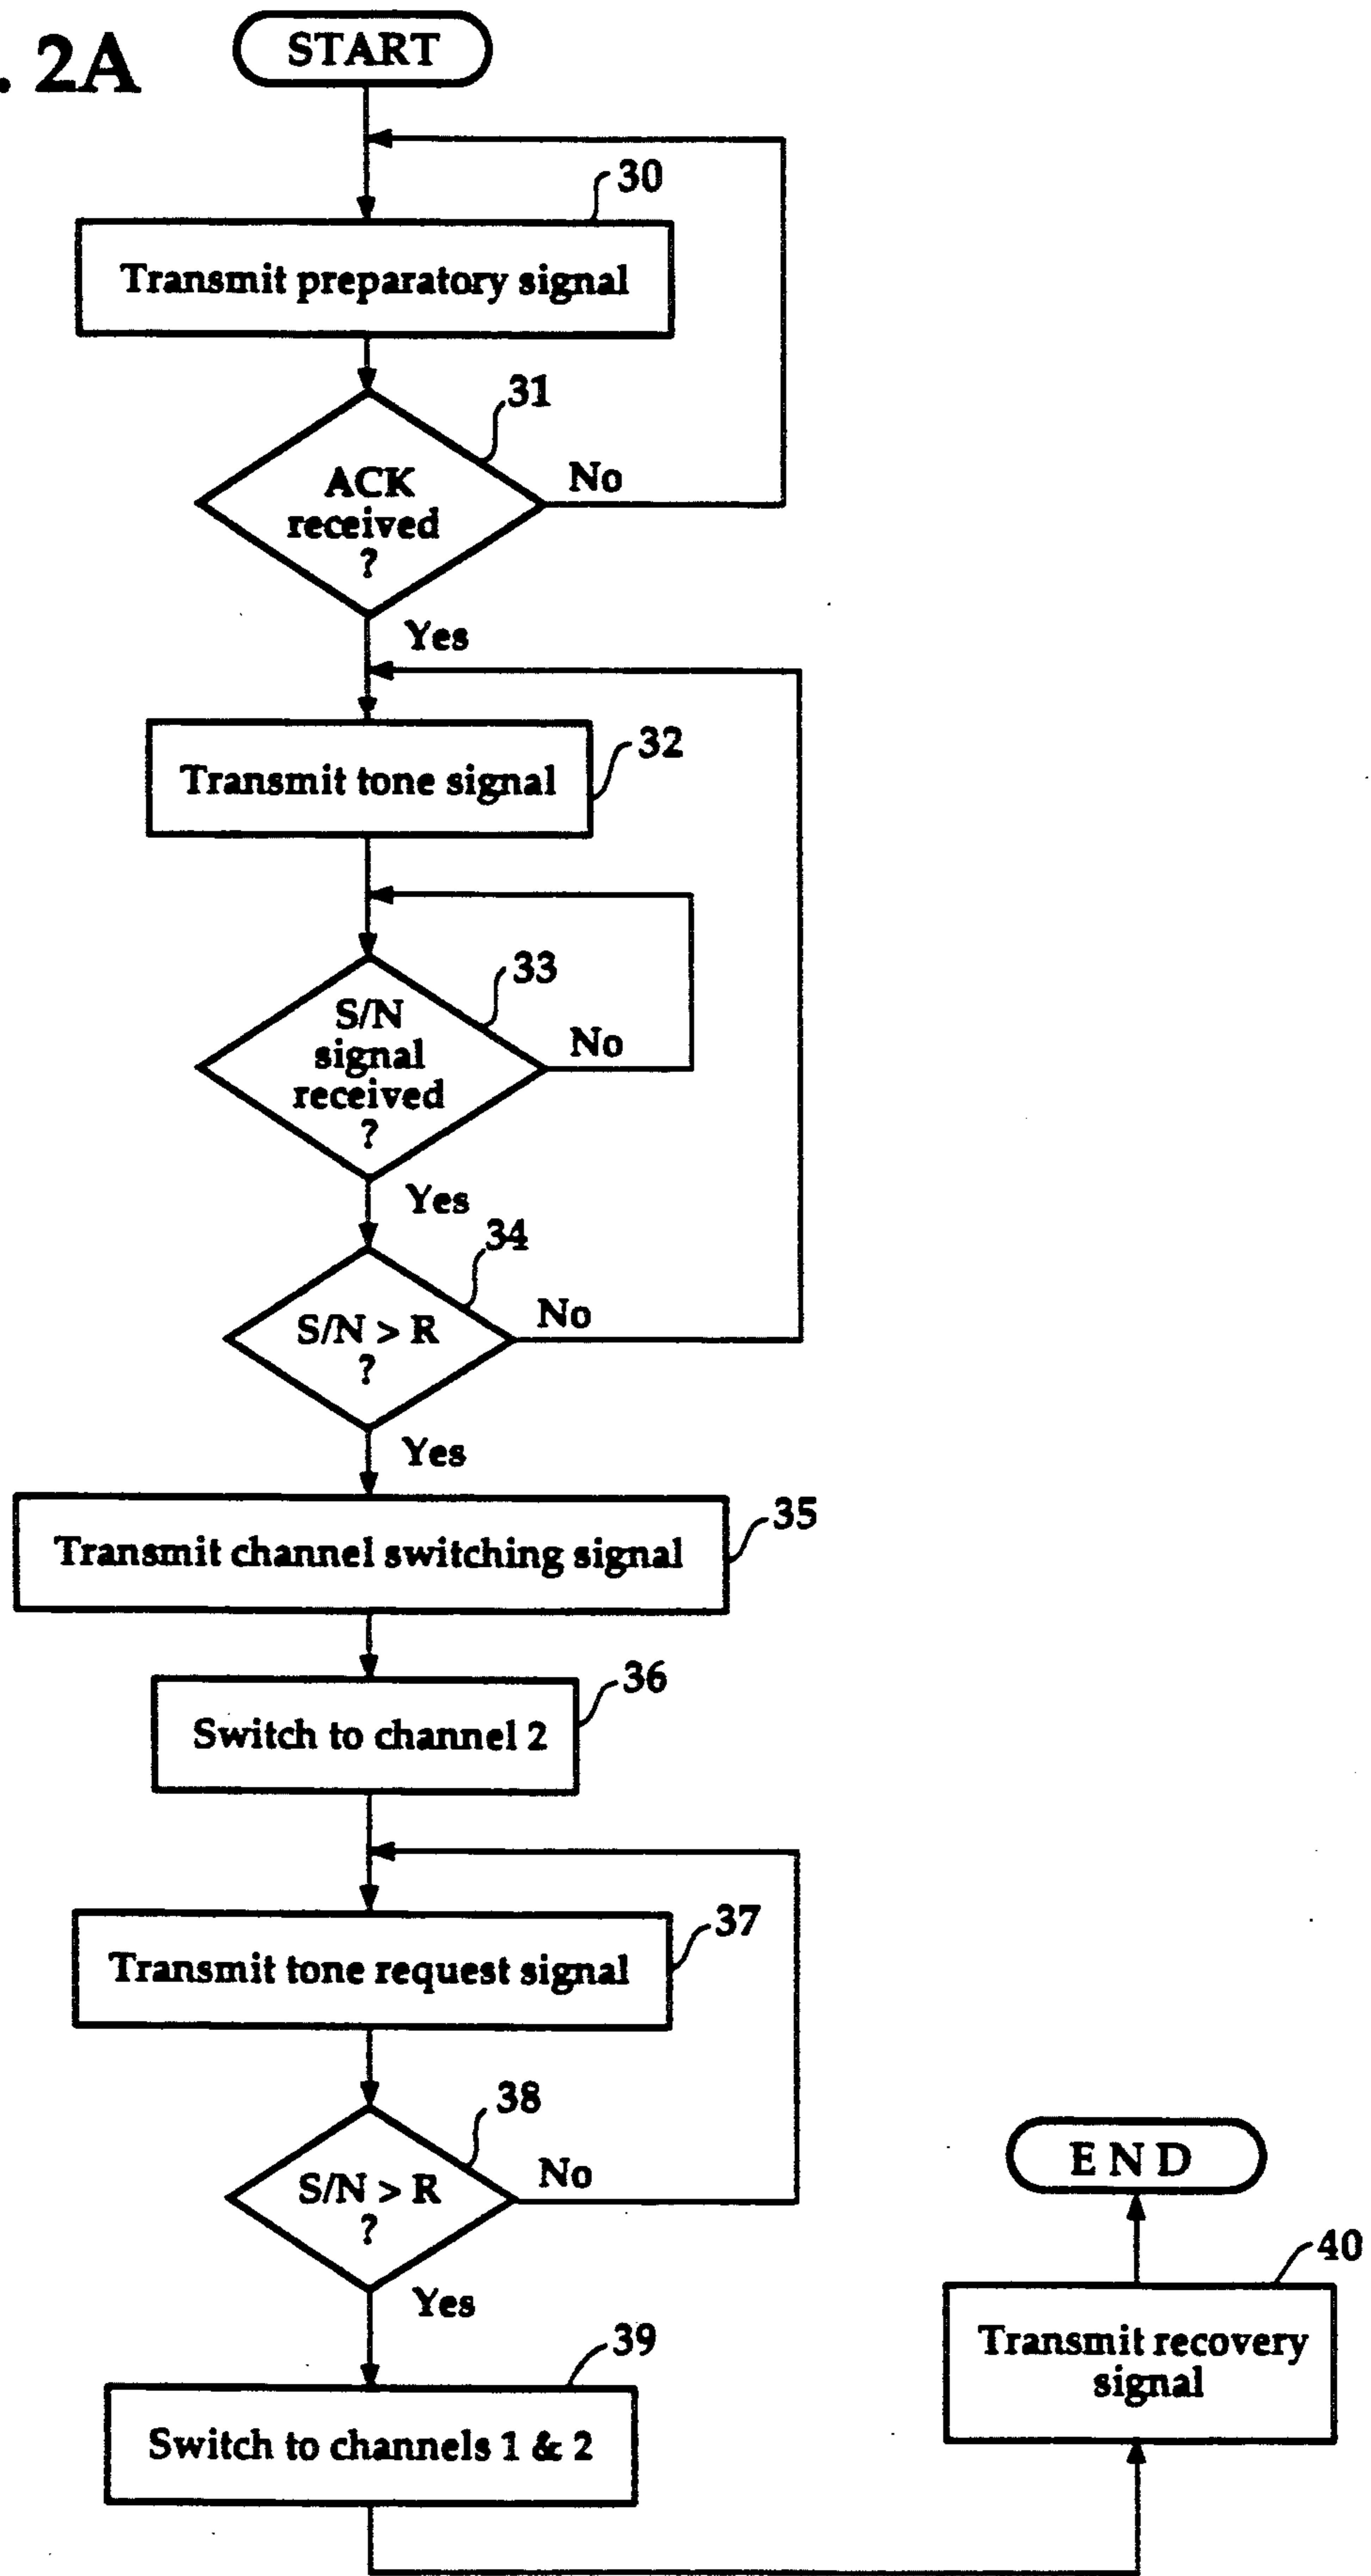 . 2A
START
30
Transmit preparatory signal
31
ACK
received
?
No
Yes
32
Transmit tone signal
33
S/N
signal
received
?
No
Yes
34
S/N > R
?
No
Yes
35
Transmit channel switching signal
36
Switch to channel 2
37
Transmit tone request signal
38
S/N > R
?
No
Yes
39
Switch to channels 1 & 2
END
40
Transmit recovery
signal